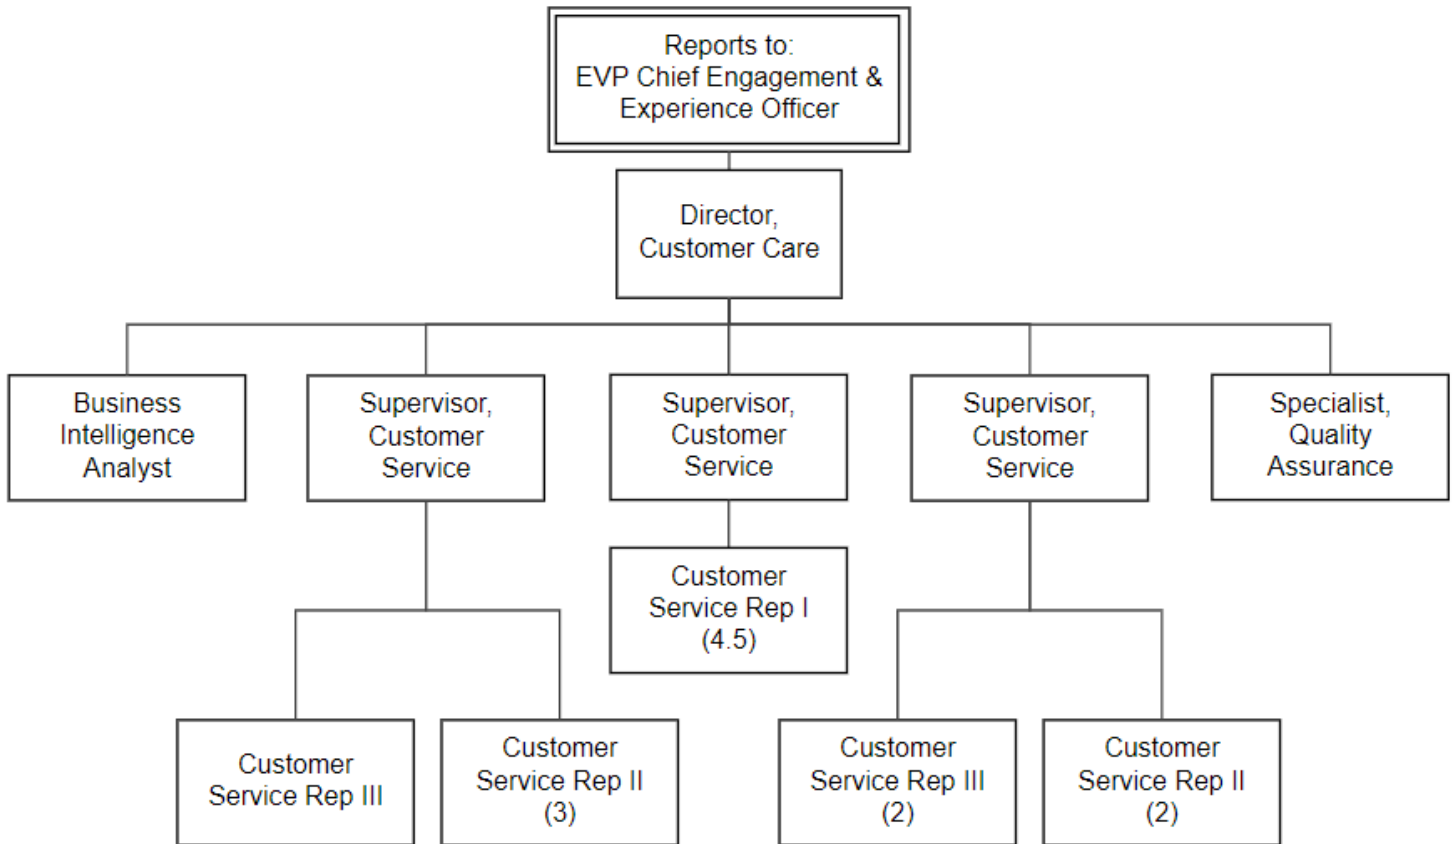 Reports to:
EVP Chief Engagement &
Experience Officer
Director,
Customer Care
Business
Intelligence
Analyst
Supervisor,
Customer
Service
Supervisor,
Customer
Service
Supervisor,
Customer
Service
Specialist,
Quality
Assurance
Customer
Service Rep I
(4.5)
Customer
Service Rep III
Customer
Service Rep II
(3)
Customer
Service Rep III
(2)
Customer
Service Rep II
(2)